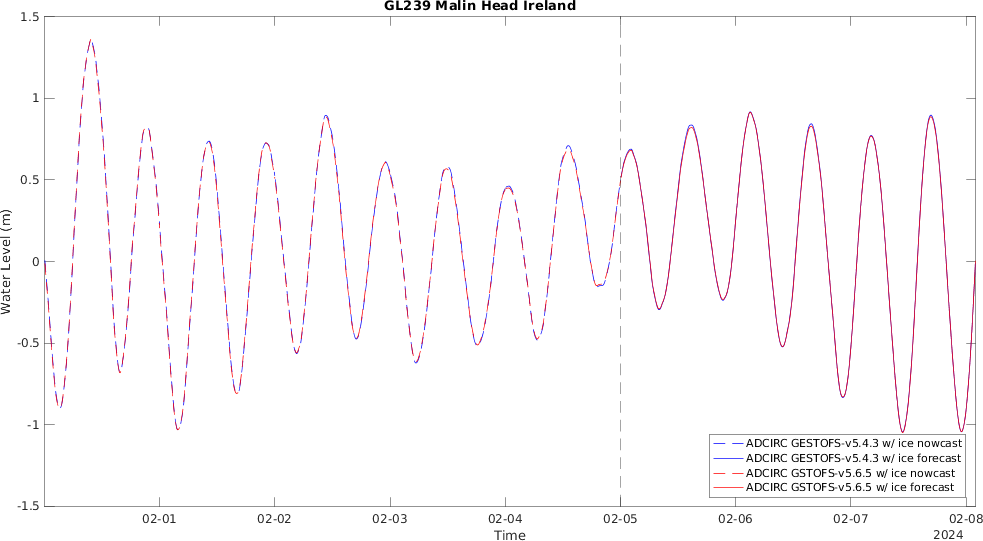 GL239 Malin Head Ireland
1.5
1
0.5
0
-0.5
-1
-1.5
Water Level (m)
02-01
02-02
02-03
02-04
02-05
02-06
02-07
02-08
2024
Time
ADCIRC GESTOFS-v5.4.3 w/ ice nowcast
ADCIRC GESTOFS-v5.4.3 w/ ice forecast
ADCIRC GSTOFS-v5.6.5 w/ ice nowcast
ADCIRC GSTOFS-v5.6.5 w/ ice forecast